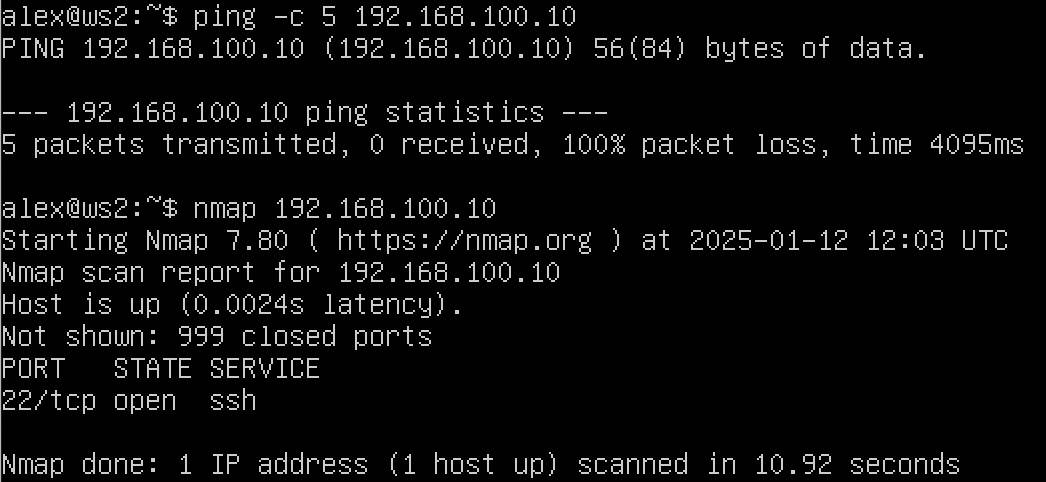 alex@ws2:~$ ping -c 5 192.168.100.10
PING 192.168.100.10 (192.168.100.10) 56(84) bytes of data.
--- 192.168.100.10 ping statistics ---
5 packets transmitted, 0 received, 100% packet loss, time 4095ms
alex@ws2:~$ nmap 192.168.100.10
Starting Nmap 7.80 ( https://nmap.org ) at 2025-01-12 12:03 UTC
Nmap scan report for 192.168.100.10
Host is up (0.0024s latency).
Not shown: 999 closed ports
PORT   STATE SERVICE
22/tcp open  ssh
Nmap done: 1 IP address (1 host up) scanned in 10.92 seconds